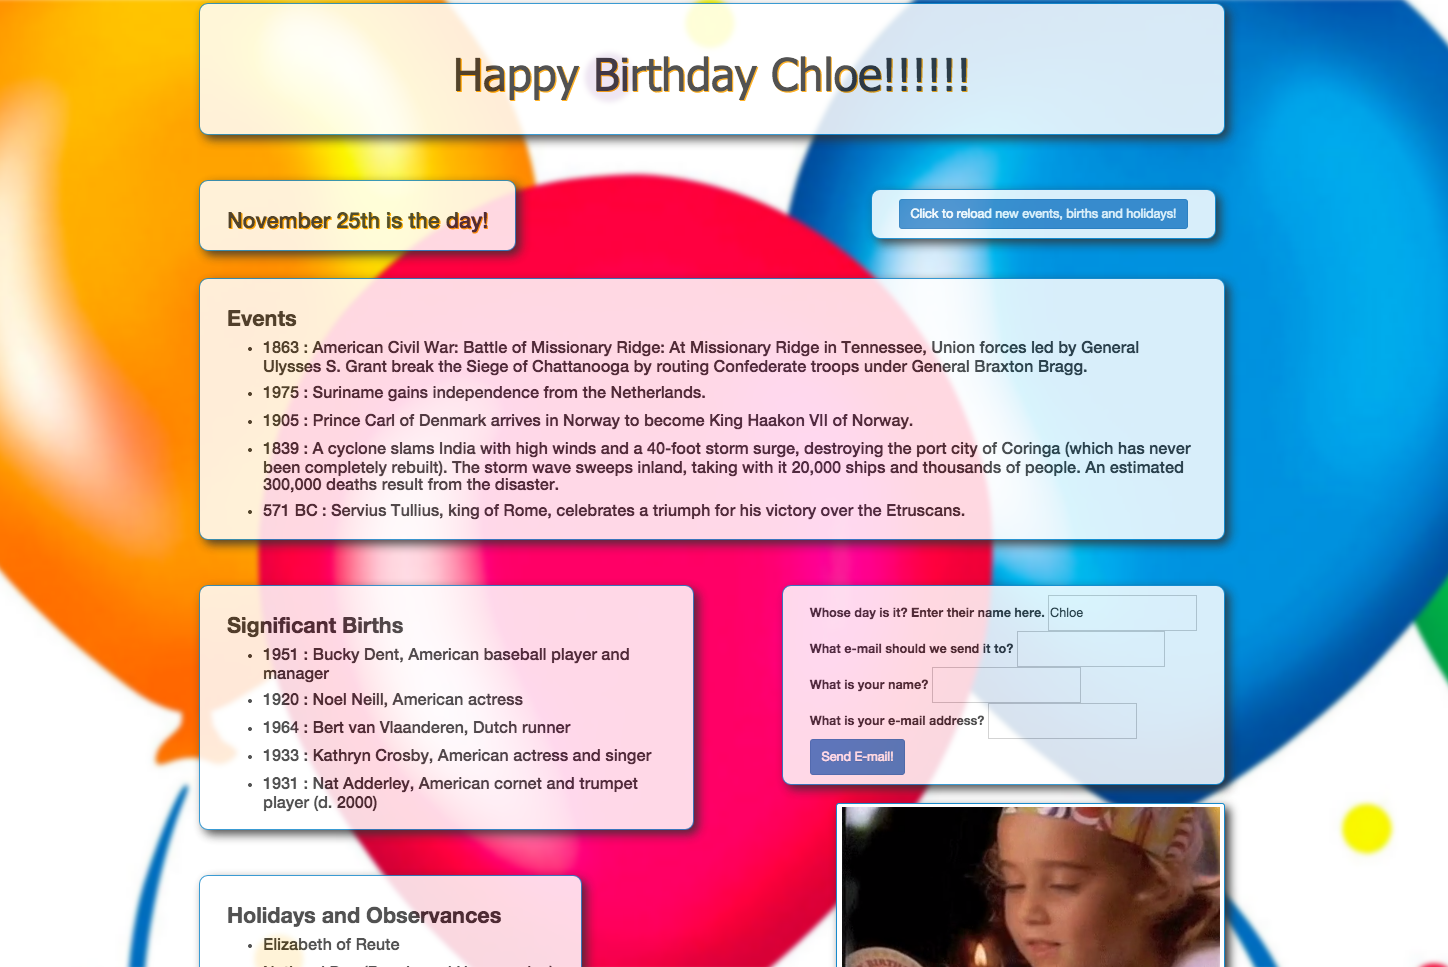 Happy Birthday Chloe!!!!!!
November 25th is the day!
Click to reload new events, births and holidays!
Events
1863 : American Civil War: Battle of Missionary Ridge: At Missionary Ridge in Tennessee, Union forces led by General
Ulysses S. Grant break the Siege of Chattanooga by routing Confederate troops under General Braxton Bragg.
1975 : Suriname gains independence from the Netherlands.
1905 : Prince Carl of Denmark arrives in Norway to become King Haakon VII of Norway.
1839 : A cyclone slams India with high winds and a 40-foot storm surge, destroying the port city of Coringa (which has never
been completely rebuilt). The storm wave sweeps inland, taking with it 20,000 ships and thousands of people. An estimated
300,000 deaths result from the disaster.
571 BC : Servius Tullius, king of Rome, celebrates a triumph for his victory over the Etruscans.
Significant Births
1951 : Bucky Dent, American baseball player and
manager
1920 : Noel Neill, American actress
1964 : Bert van Vlaanderen, Dutch runner
1933 : Kathryn Crosby, American actress and singer
1931 : Nat Adderley, American cornet and trumpet
player (d. 2000)
Whose day is it? Enter their name here. Chloe
What e-mail should we send it to?
What is your name?
What is your e-mail address?
Send E-mail!
Holidays and Observances
Elizabeth of Reute